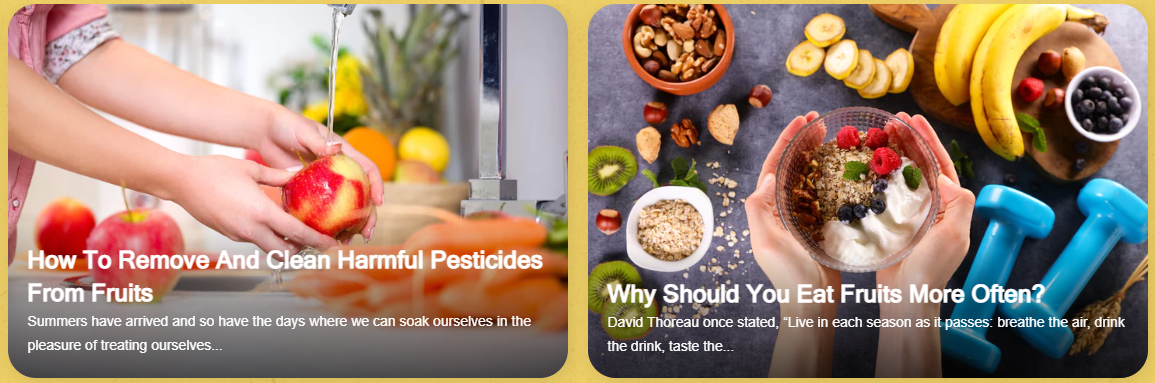 How To Remove And Clean Harmful Pesticides
From Fruits
Summers have arrived and so have the days where we can soak ourselves in the
pleasure of treating ourselves...
Why Should You Eat Fruits More Often?
David Thoreau once stated, “Live in each season as it passes: breathe the air, drink
the drink, taste the...